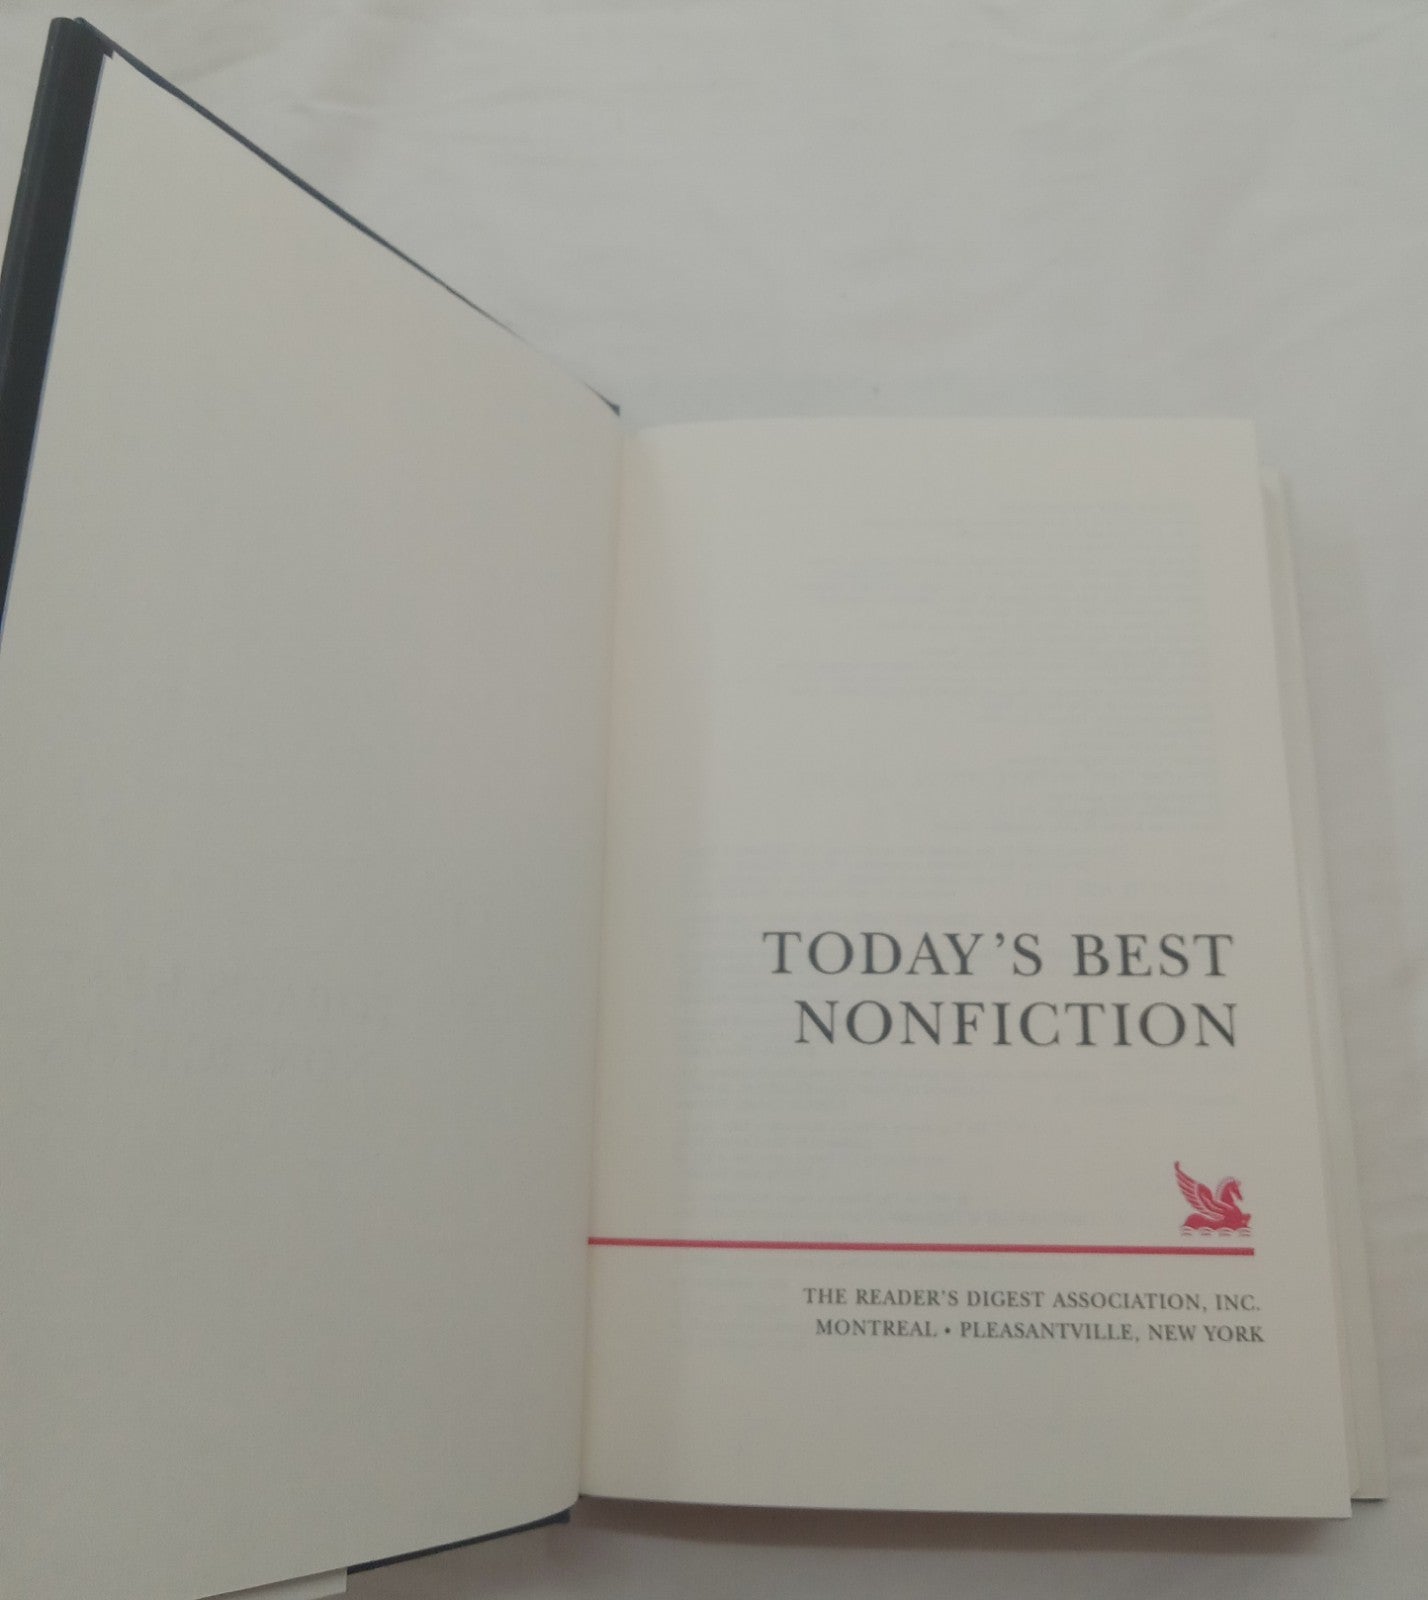 TODAY'S BEST
NONFICTION
THE READER'S DIGEST ASSOCIATION, INC.
MONTREAL • PLEASANTVILLE, NEW YORK